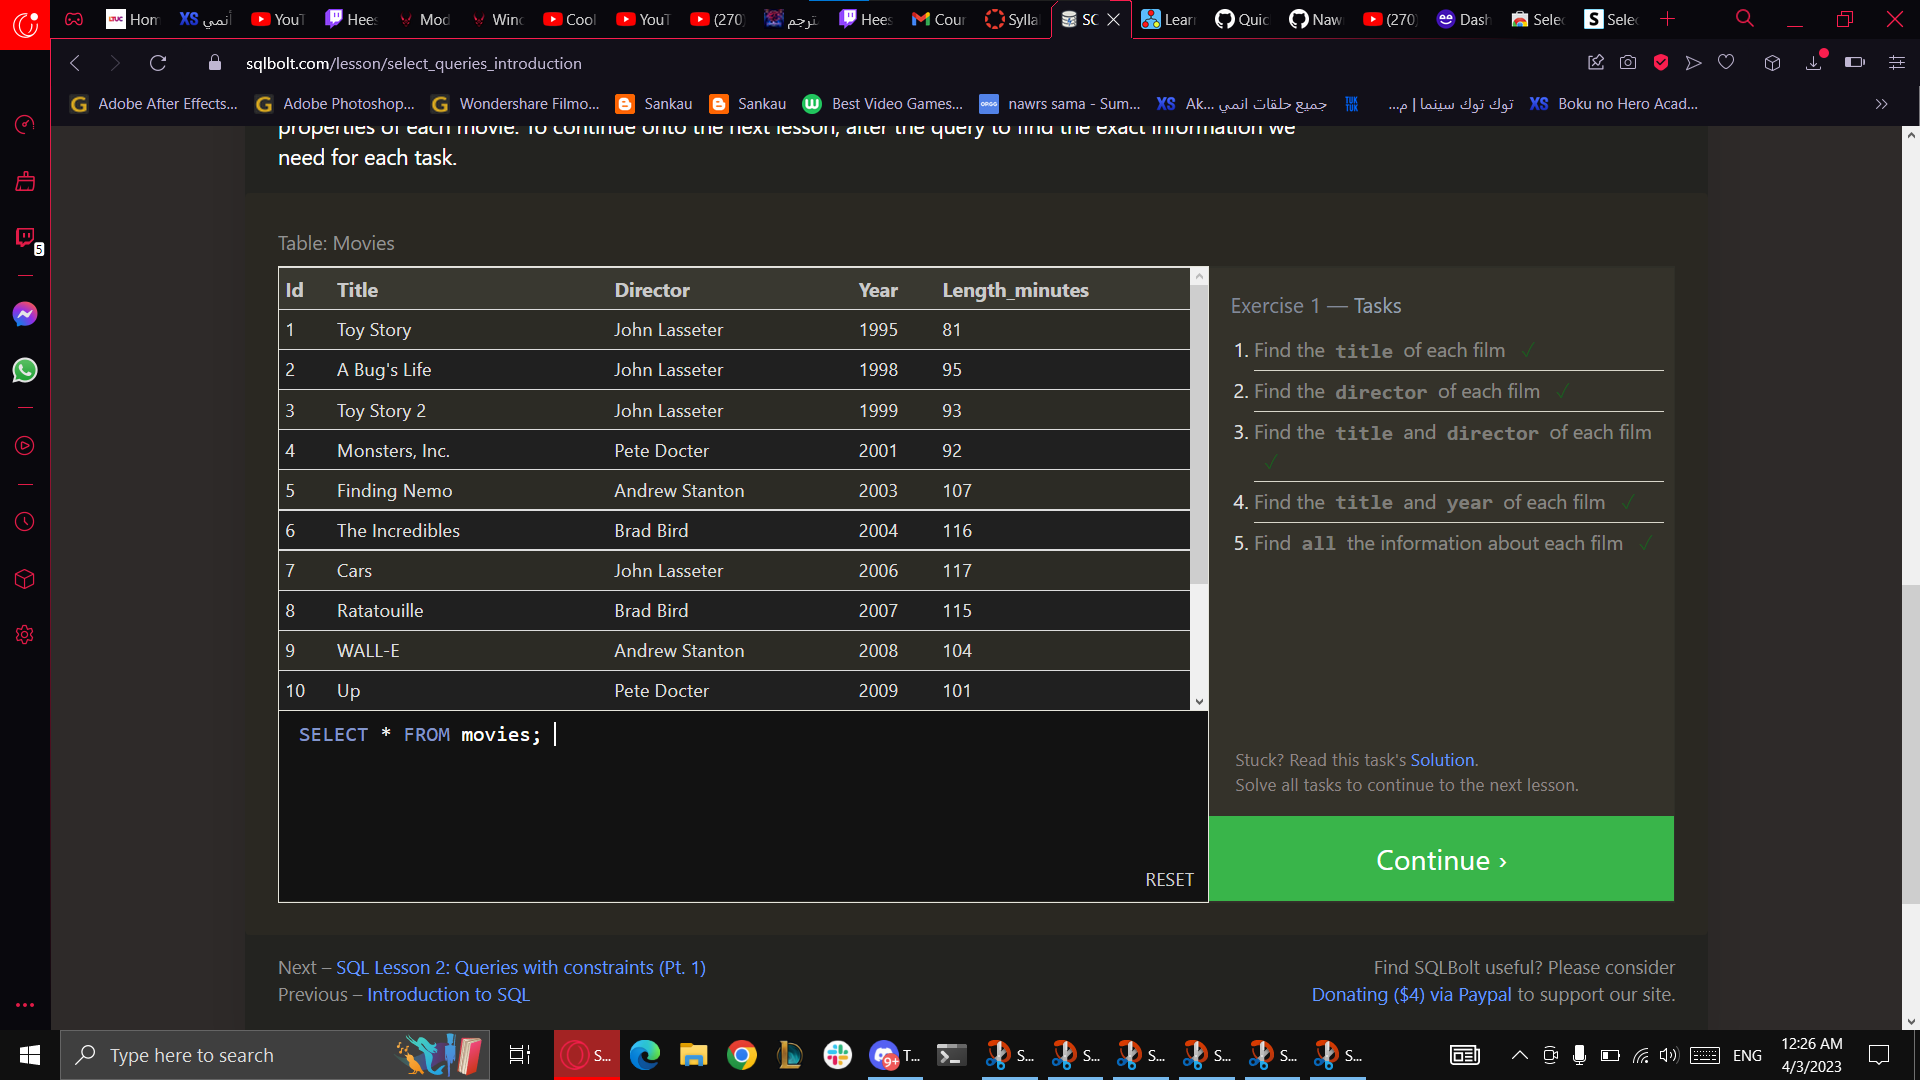 Hom
XS أنمي
YouT
Hees
Mod
Winc
Cool
YouT
(270)
مترجم
Hees
Cour
Sylla
SC
Learn
Quic
Naw
(270)
Dash
Selec
Selec
sqlbolt.com/lesson/select_queries_introduction
Adobe After Effects...
Adobe Photoshop...
Wondershare Filmo...
Sankau
Sankau
Best Video Games...
nawrs sama - Sum...
XS Ak... جميع حلقات انمي
توك توك سينما | م...
XS Boku no Hero Acad...
properties of each movie. To continue onto the next lesson, alter the query to find the exact information we
need for each task.
Table: Movies
Id Title Director Year Length_minutes
1 Toy Story John Lasseter 1995 81
2 A Bug's Life John Lasseter 1998 95
3 Toy Story 2 John Lasseter 1999 93
4 Monsters, Inc. Pete Docter 2001 92
5 Finding Nemo Andrew Stanton 2003 107
6 The Incredibles Brad Bird 2004 116
7 Cars John Lasseter 2006 117
8 Ratatouille Brad Bird 2007 115
9 WALL-E Andrew Stanton 2008 104
10 Up Pete Docter 2009 101
SELECT * FROM movies;
RESET
Exercise 1 — Tasks
1. Find the title of each film ✓
2. Find the director of each film ✓
3. Find the title and director of each film
✓
4. Find the title and year of each film ✓
5. Find all the information about each film ✓
Stuck? Read this task's Solution.
Solve all tasks to continue to the next lesson.
Continue ›
Next – SQL Lesson 2: Queries with constraints (Pt. 1)
Previous – Introduction to SQL
Find SQLBolt useful? Please consider
Donating ($4) via Paypal to support our site.
5
Type here to search
S...
9+
T...
S...
S...
S...
S...
S...
S...
ENG
12:26 AM
4/3/2023